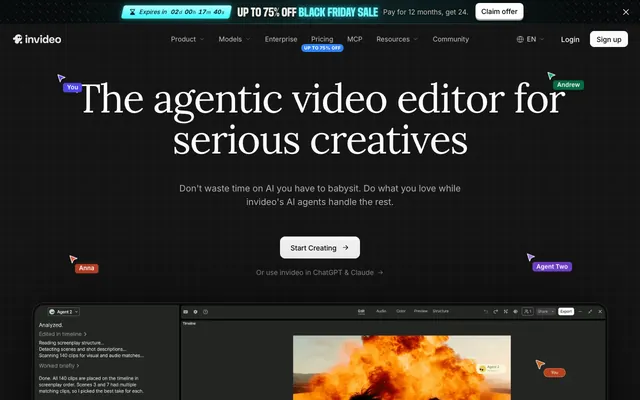 Expires in 02D 00H 17M 40S
UP TO 75% OFF BLACK FRIDAY SALE
Pay for 12 months, get 24.
Claim offer
invideo
Product
Models
Enterprise
Pricing
MCP
Resources
Community
EN
Login
Sign up
UP TO 75% OFF
You
Andrew
The agentic video editor for
serious creatives
Don't waste time on AI you have to babysit. Do what you love while
invideo's AI agents handle the rest.
Start Creating →
Anna
Agent Two
Or use invideo in ChatGPT & Claude →
Agent 2
Edit
Audio
Color
Preview
Structure
Share
Export
Analyzed.
Timeline
Edited in timeline
Reading screenplay structure...
Detecting scenes and shot descriptions...
Scanning 140 clips for visual and audio matches...
Worked briefly
Done. All 140 clips are placed on the timeline in
screenplay order. Scenes 3 and 7 had multiple
matching clips, so I picked the best take for each.
Agent 1
You